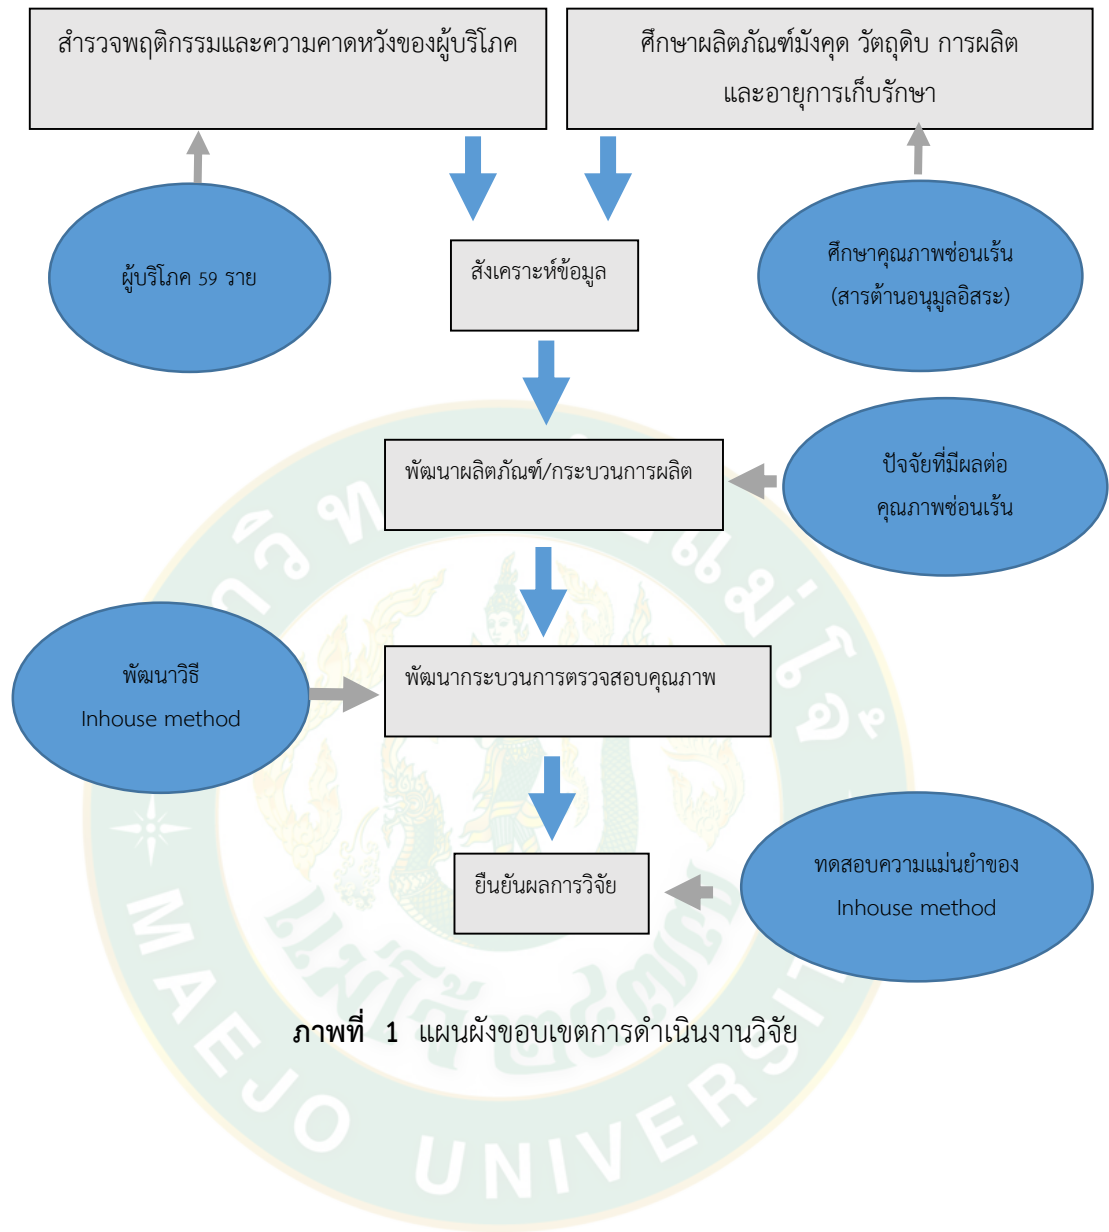 สำรวจพฤติกรรมและความคาดหวังของผู้บริโภค
ศึกษาผลิตภัณฑ์มังคุด วัตถุดิบ การผลิต
และอายุการเก็บรักษา
ผู้บริโภค 59 ราย
สังเคราะห์ข้อมูล
ศึกษาคุณภาพซ่อนเร้น
(สารต้านอนุมูลอิสระ)
พัฒนาผลิตภัณฑ์/กระบวนการผลิต
ปัจจัยที่มีผลต่อ
คุณภาพซ่อนเร้น
พัฒนาวิธี
Inhouse method
พัฒนากระบวนการตรวจสอบคุณภาพ
ยืนยันผลการวิจัย
ทดสอบความแม่นยำของ
Inhouse method
ภาพที่ 1 แผนผังขอบเขตการดำเนินงานวิจัย
แม่โจ้ ๒๔๗๗
MAEJO UNIVERSIT